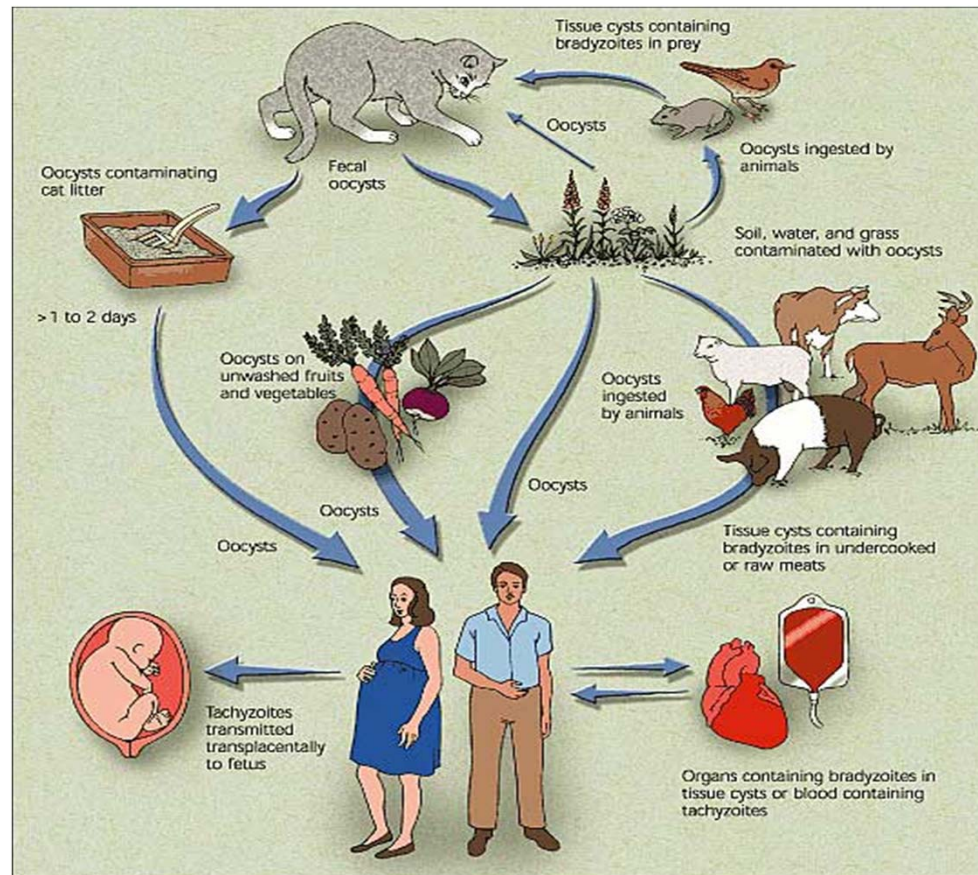 Tissue cysts containing
bradyzoites in prey
Oocysts
Oocysts ingested by
animals
Oocysts contaminating
cat litter
Fecal
oocysts
Soil, water, and grass
contaminated with oocysts
>1 to 2 days
Oocysts on
unwashed fruits
and vegetables
Oocysts
ingested
by animals
Oocysts
Oocysts
Oocysts
Tissue cysts containing
bradyzoites in undercooked
or raw meats
Tachyzoites
transmitted
transplacentally
to fetus
Organs containing bradyzoites in
tissue cysts or blood containing
tachyzoites